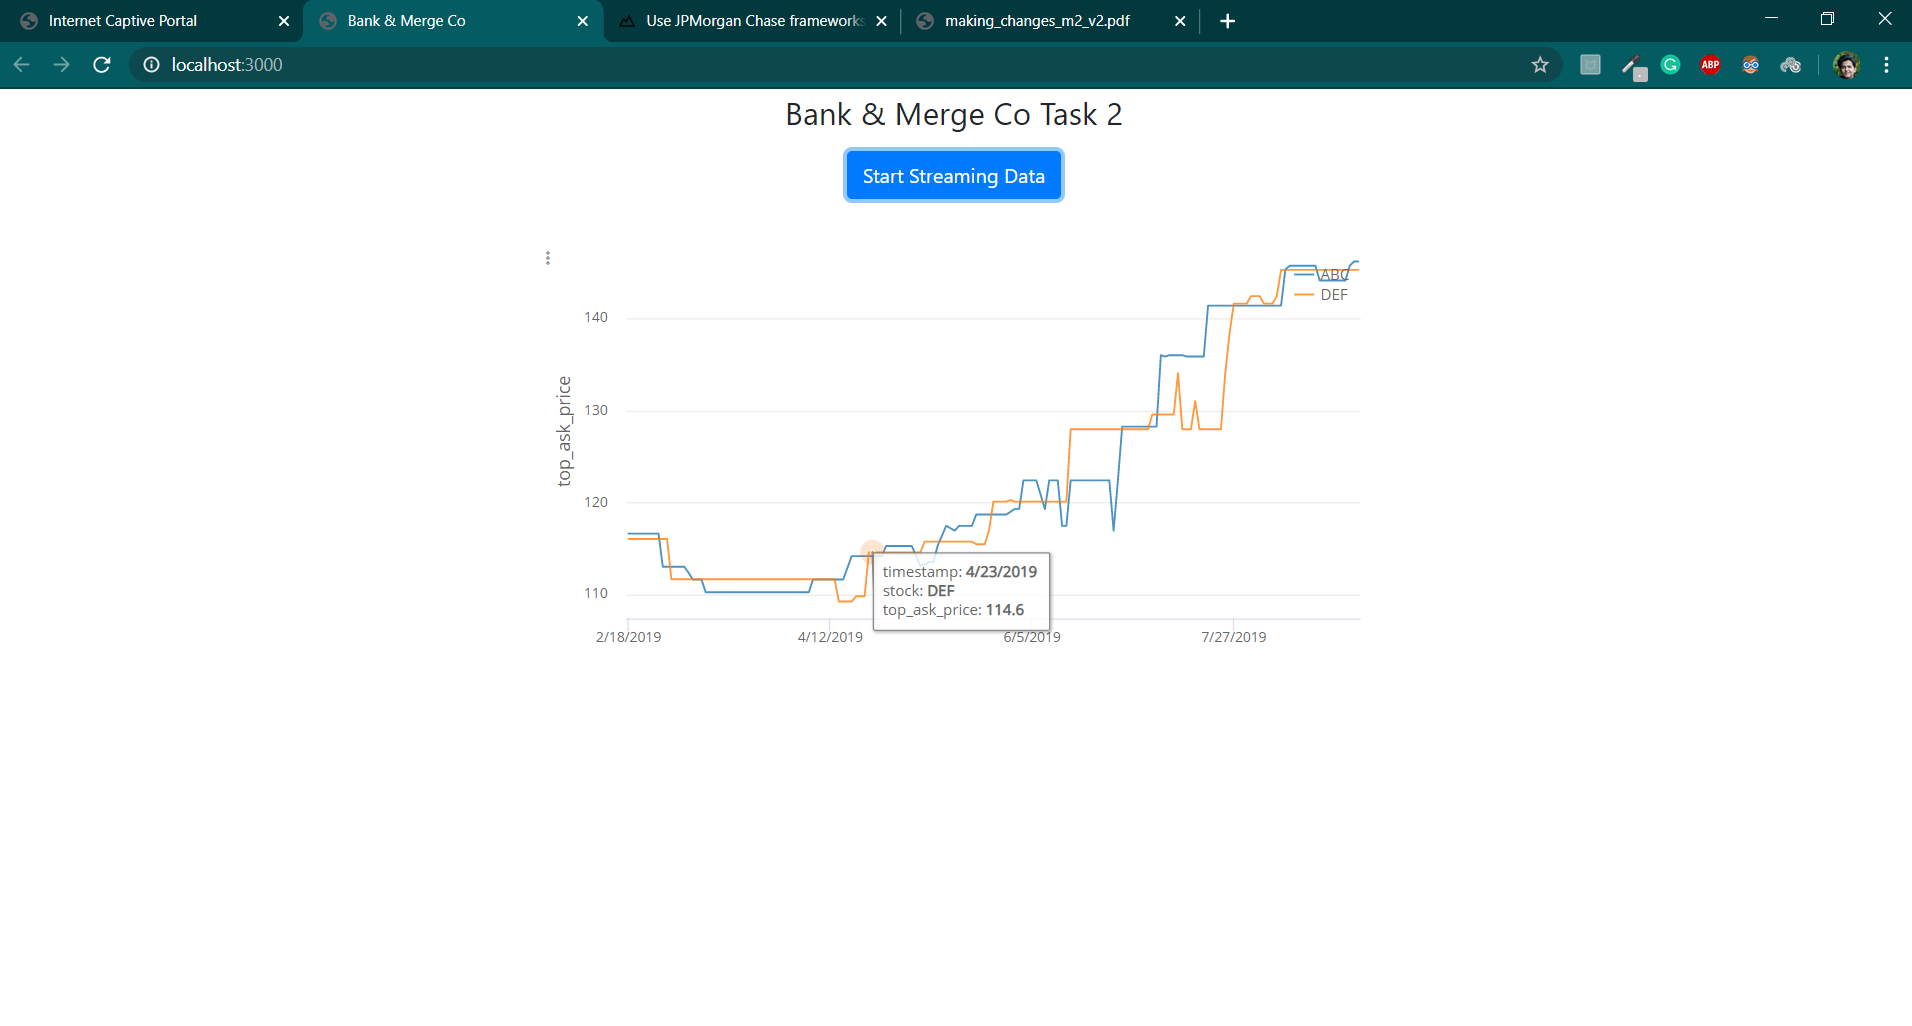 Internet Captive Portal
Bank & Merge Co
Use JPMorgan Chase frameworks
making_changes_m2_v2.pdf
localhost:3000
ABP
Bank & Merge Co Task 2
Start Streaming Data
ABC
DEF
140
130
120
110
top_ask_price
timestamp: 4/23/2019
stock: DEF
top_ask_price: 114.6
2/18/2019
4/12/2019
6/5/2019
7/27/2019